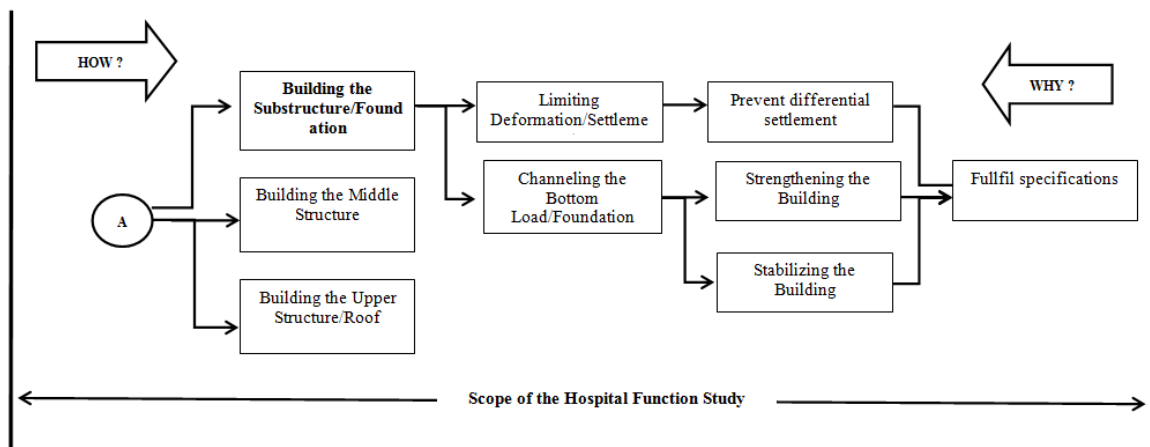 HOW ?
WHY ?
Building the
Substructure/Found
ation
Limiting
Deformation/Settleme
Prevent differential
settlement
Building the Middle
Structure
Channeling the
Bottom
Load/Foundation
Strengthening the
Building
Fullfil specifications
A
Stabilizing the
Building
Building the Upper
Structure/Roof
Scope of the Hospital Function Study